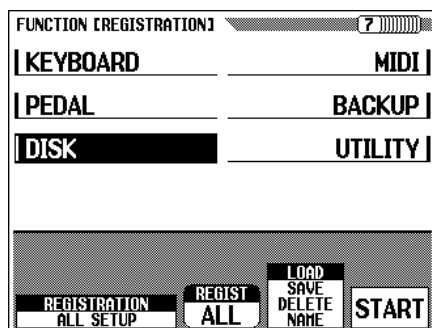 FUNCTION [REGISTRATION]
7
KEYBOARD
MIDI
PEDAL
BACKUP
DISK
UTILITY
REGISTRATION
ALL SETUP
REGIST
ALL
LOAD
SAVE
DELETE
NAME
START